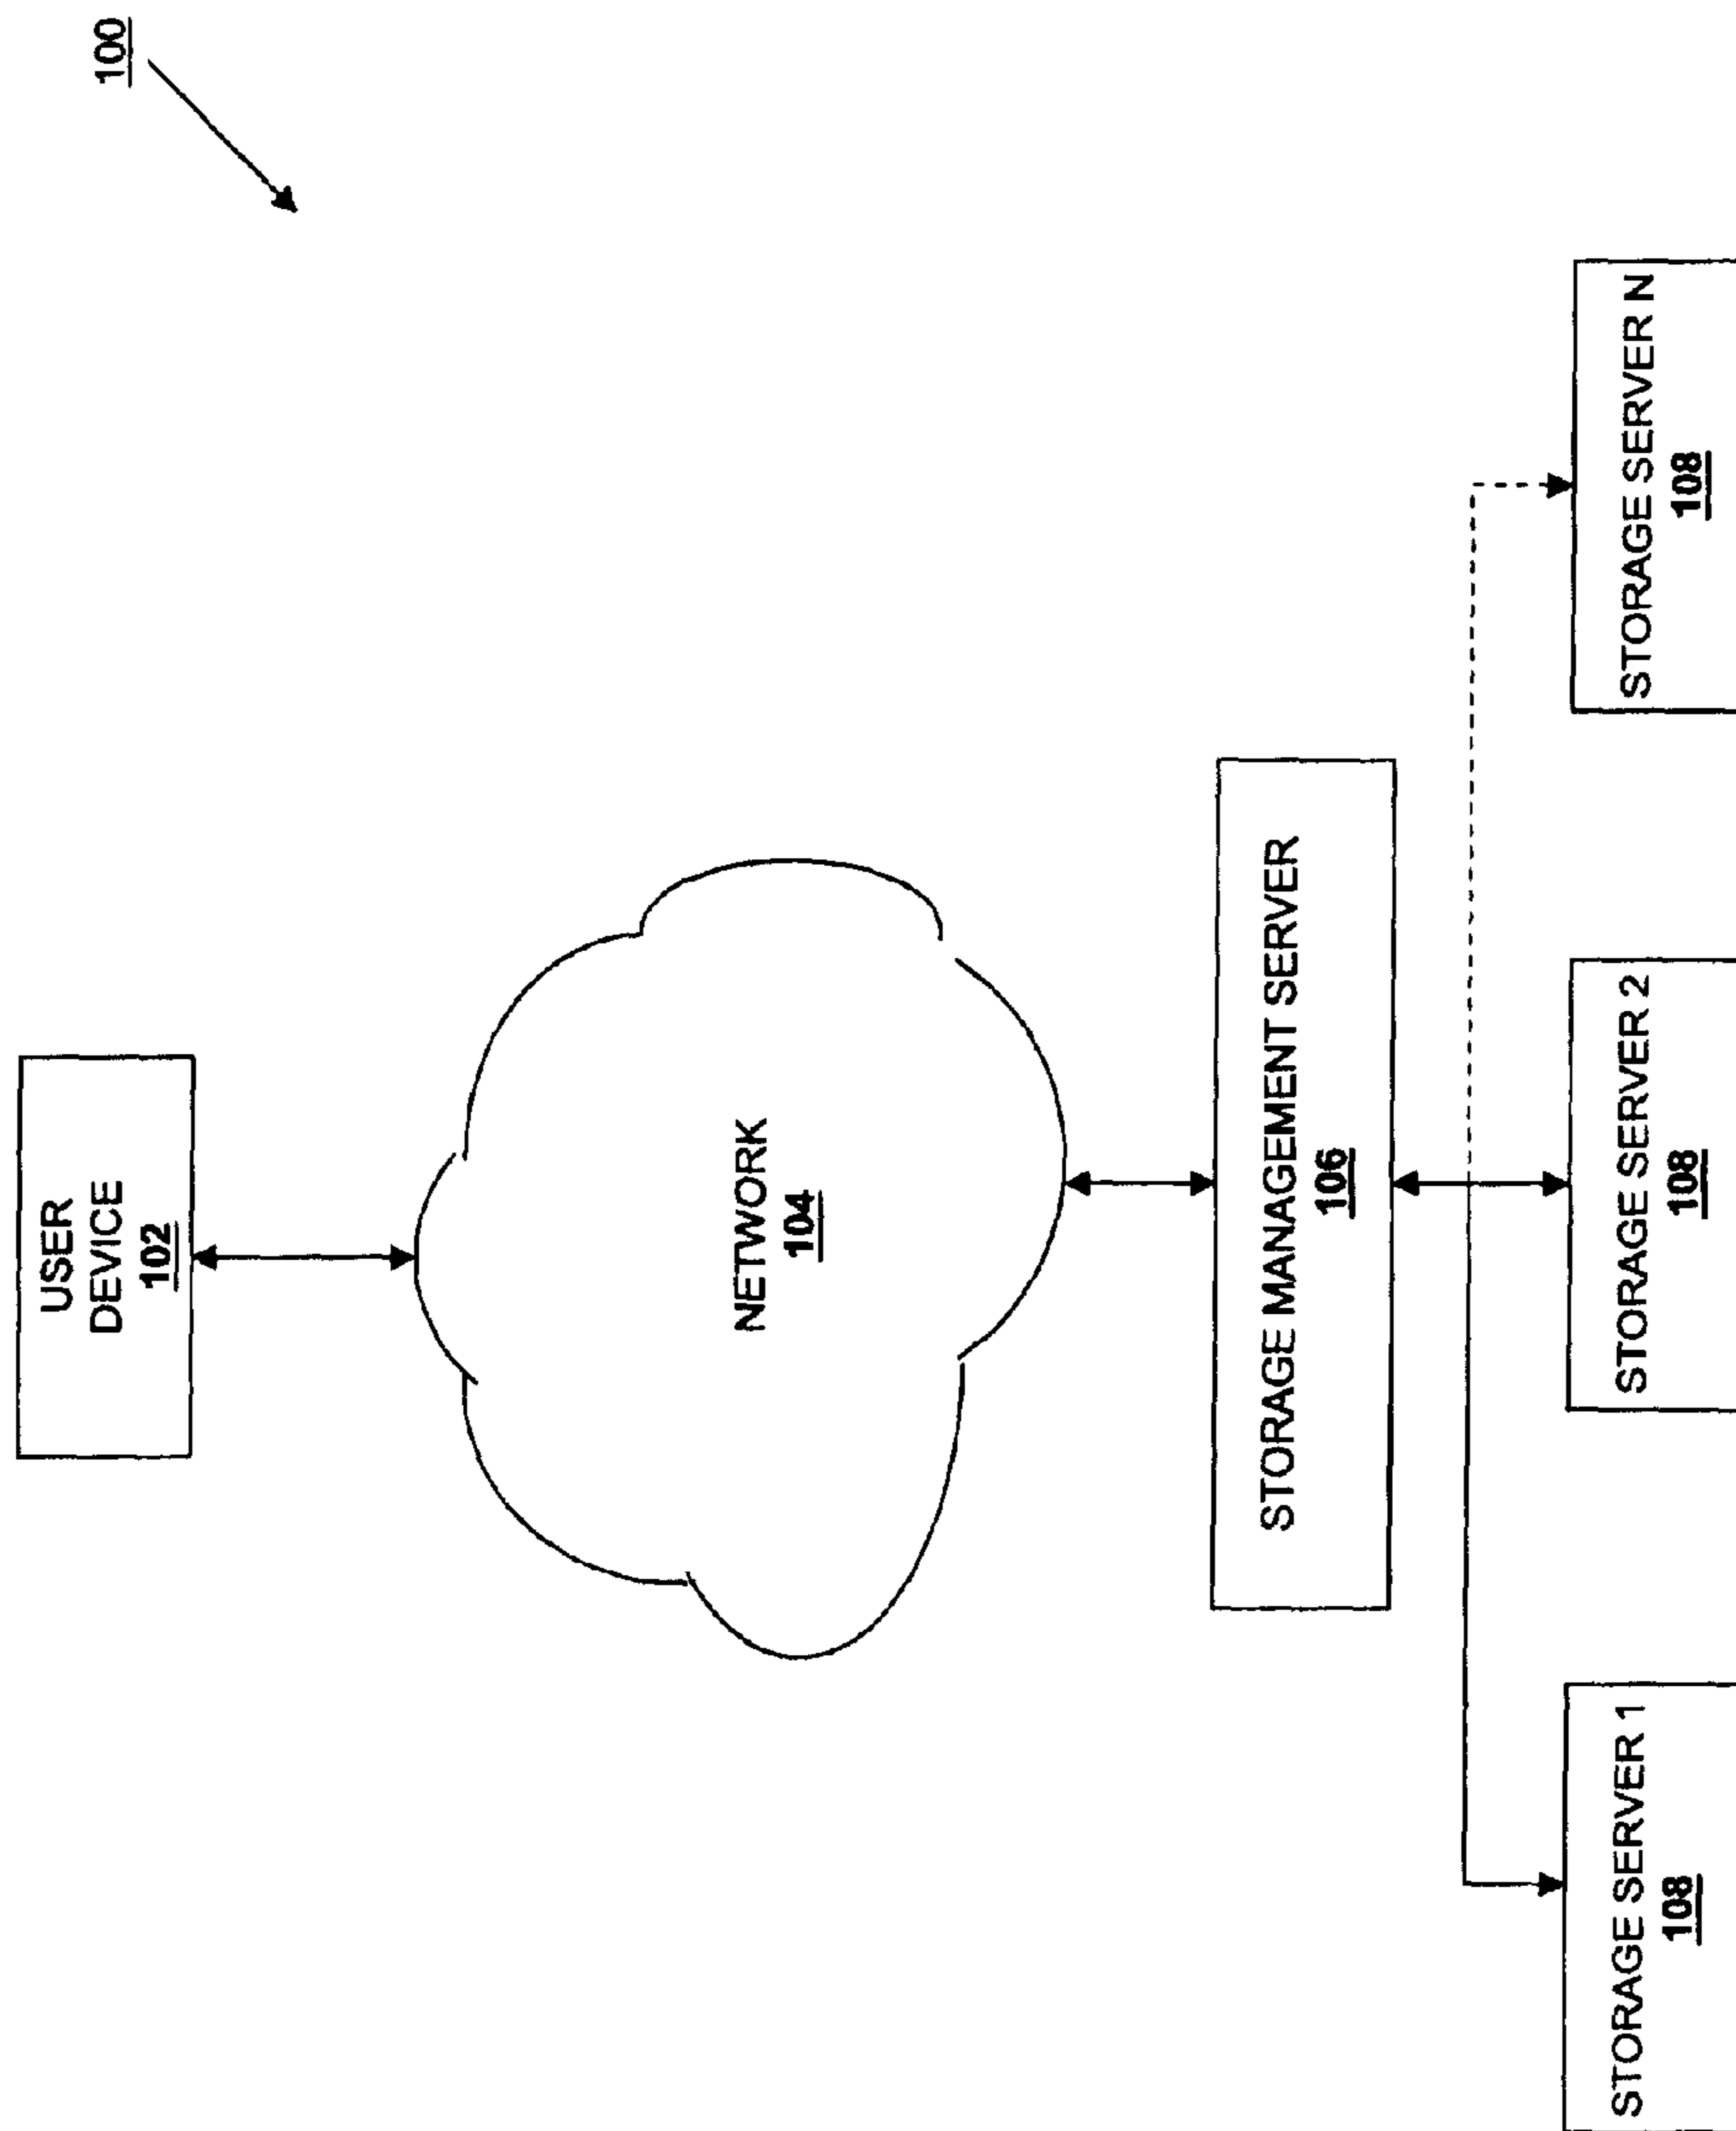 100
USER
DEVICE
102
NETWORK
104
STORAGE MANAGEMENT SERVER
106
STORAGE SERVER 1
108
STORAGE SERVER 2
108
STORAGE SERVER N
108